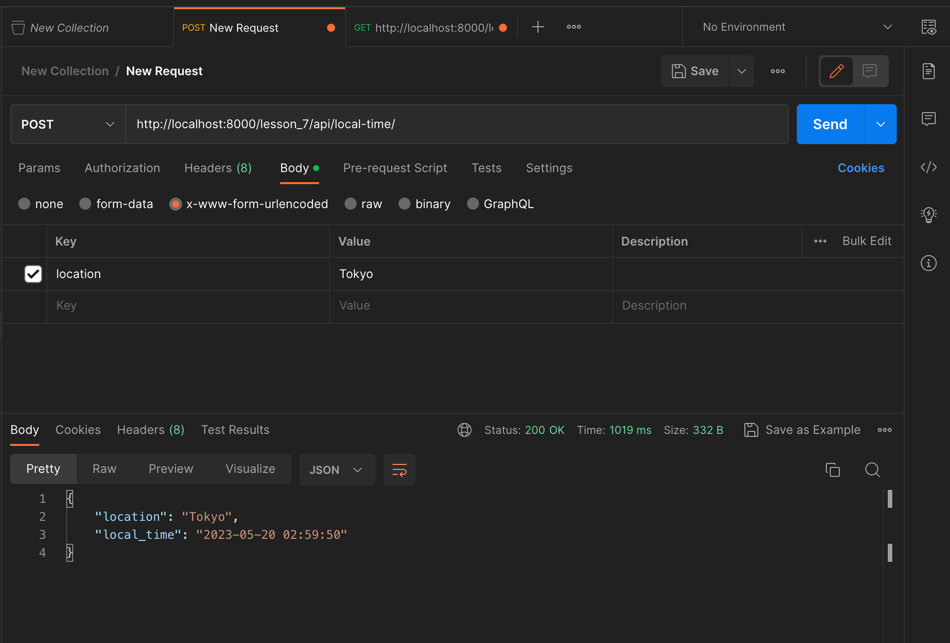 New Collection POST New Request GET http://localhost:8000/l No Environment
New Collection / New Request Save
POST http://localhost:8000/lesson_7/api/local-time/ Send
Params Authorization Headers (8) Body Pre-request Script Tests Settings Cookies
none form-data x-www-form-urlencoded raw binary GraphQL
Key Value Description Bulk Edit
location Tokyo
Key Value Description
Body Cookies Headers (8) Test Results Status: 200 OK Time: 1019 ms Size: 332 B Save as Example
Pretty Raw Preview Visualize JSON
1 {
2 "location": "Tokyo",
3 "local_time": "2023-05-20 02:59:50"
4 }